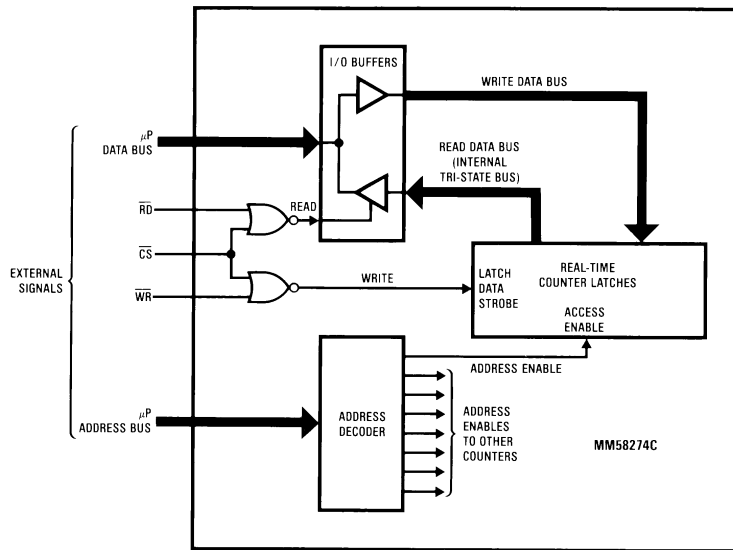 I/O BUFFERS
WRITE DATA BUS
μP
DATA BUS
READ DATA BUS
(INTERNAL
TRI-STATE BUS)
RD
READ
CS
EXTERNAL
SIGNALS
WRITE
WR
LATCH
DATA
STROBE
REAL-TIME
COUNTER LATCHES
ACCESS
ENABLE
ADDRESS ENABLE
μP
ADDRESS BUS
ADDRESS
DECODER
ADDRESS
ENABLES
TO OTHER
COUNTERS
MM58274C